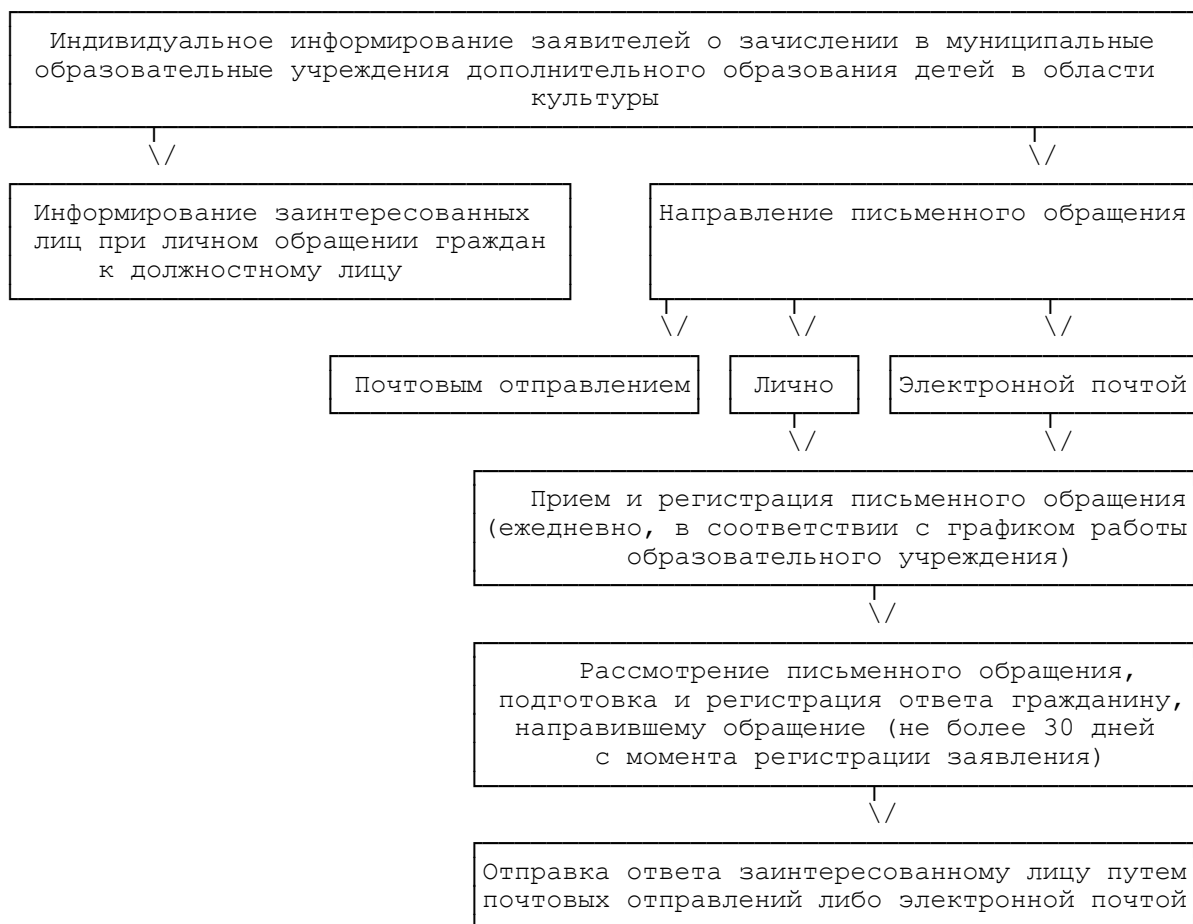 Индивидуальное информирование заявителей о зачислении в муниципальные
образовательные учреждения дополнительного образования детей в области
культуры
Информирование заинтересованных
лиц при личном обращении граждан
к должностному лицу
Направление письменного обращения
Почтовым отправлением
Лично
Электронной почтой
Прием и регистрация письменного обращения
(ежедневно, в соответствии с графиком работы
образовательного учреждения)
Рассмотрение письменного обращения,
подготовка и регистрация ответа гражданину,
направившему обращение (не более 30 дней
с момента регистрации заявления)
Отправка ответа заинтересованному лицу путем
почтовых отправлений либо электронной почтой